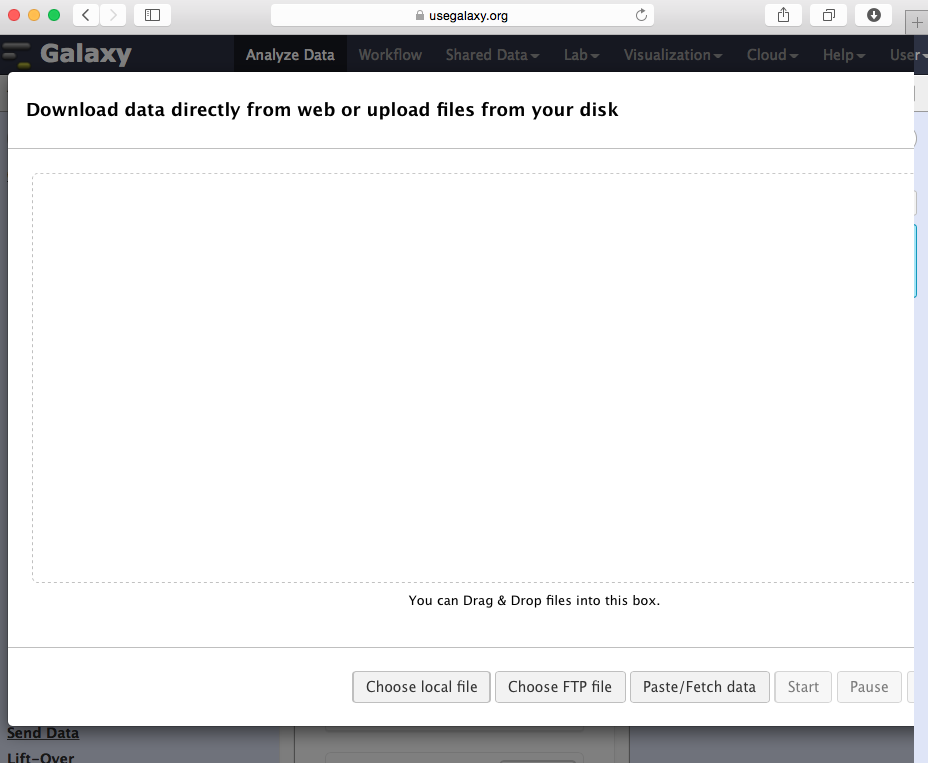 usegalaxy.org
Galaxy
Analyze Data Workflow Shared Data Lab Visualization Cloud Help User
Download data directly from web or upload files from your disk
You can Drag & Drop files into this box.
Choose local file Choose FTP file Paste/Fetch data Start Pause
Send Data
Lift-Over